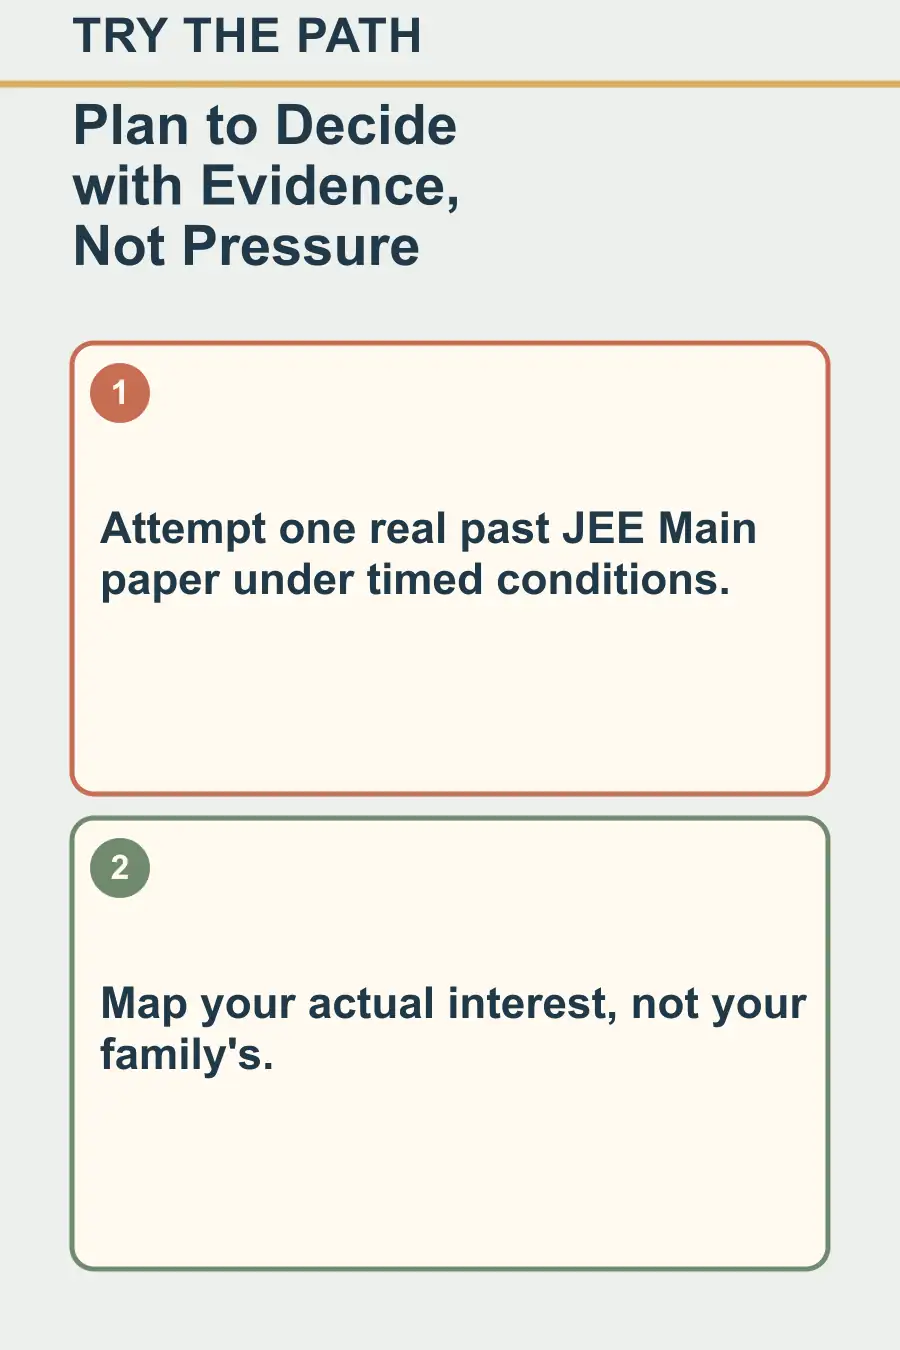 TRY THE PATH
Plan to Decide
with Evidence,
Not Pressure
1
Attempt one real past JEE Main
paper under timed conditions.
2
Map your actual interest, not your
family's.